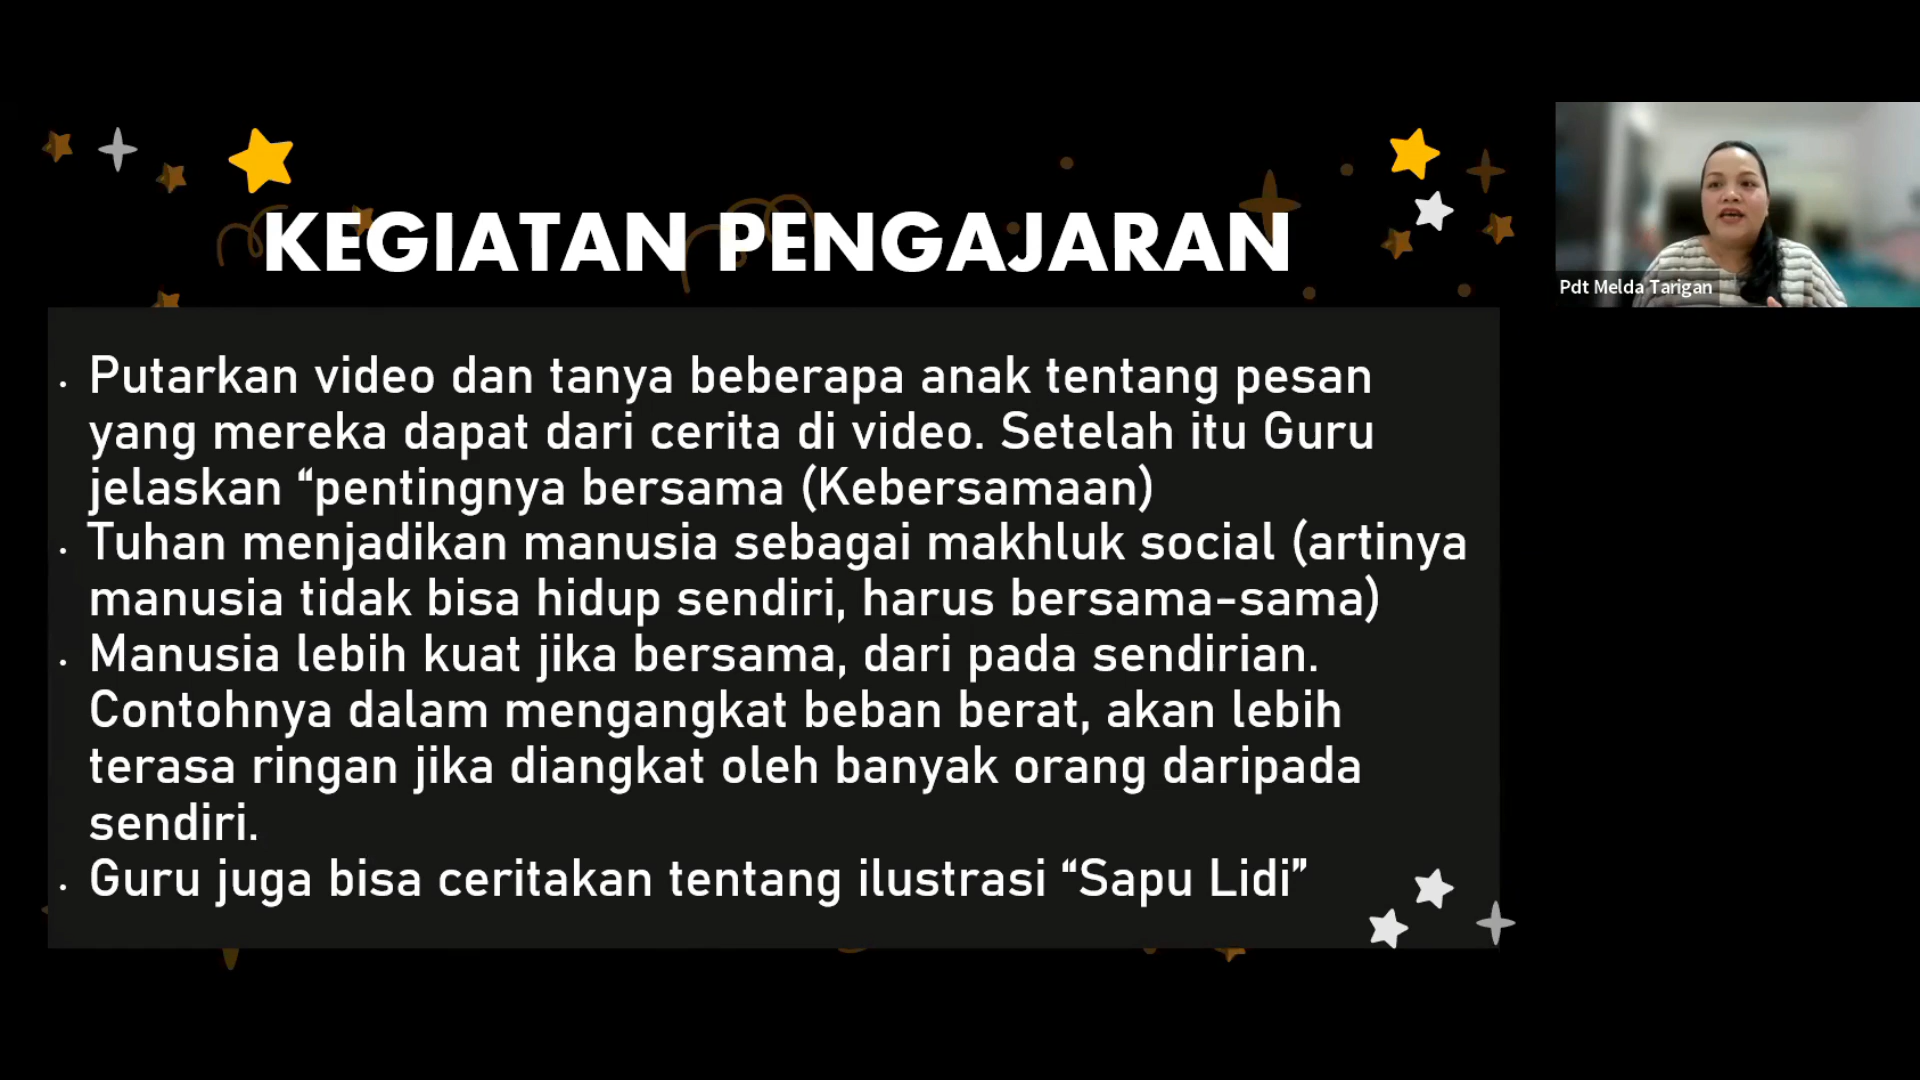 KEGIATAN PENGAJARAN
Pdt Melda Tarigan
. Putarkan video dan tanya beberapa anak tentang pesan
yang mereka dapat dari cerita di video. Setelah itu Guru
jelaskan “pentingnya bersama (Kebersamaan)
. Tuhan menjadikan manusia sebagai makhluk social (artinya
manusia tidak bisa hidup sendiri, harus bersama-sama)
. Manusia lebih kuat jika bersama, dari pada sendirian.
Contohnya dalam mengangkat beban berat, akan lebih
terasa ringan jika diangkat oleh banyak orang daripada
sendiri.
. Guru juga bisa ceritakan tentang ilustrasi “Sapu Lidi”